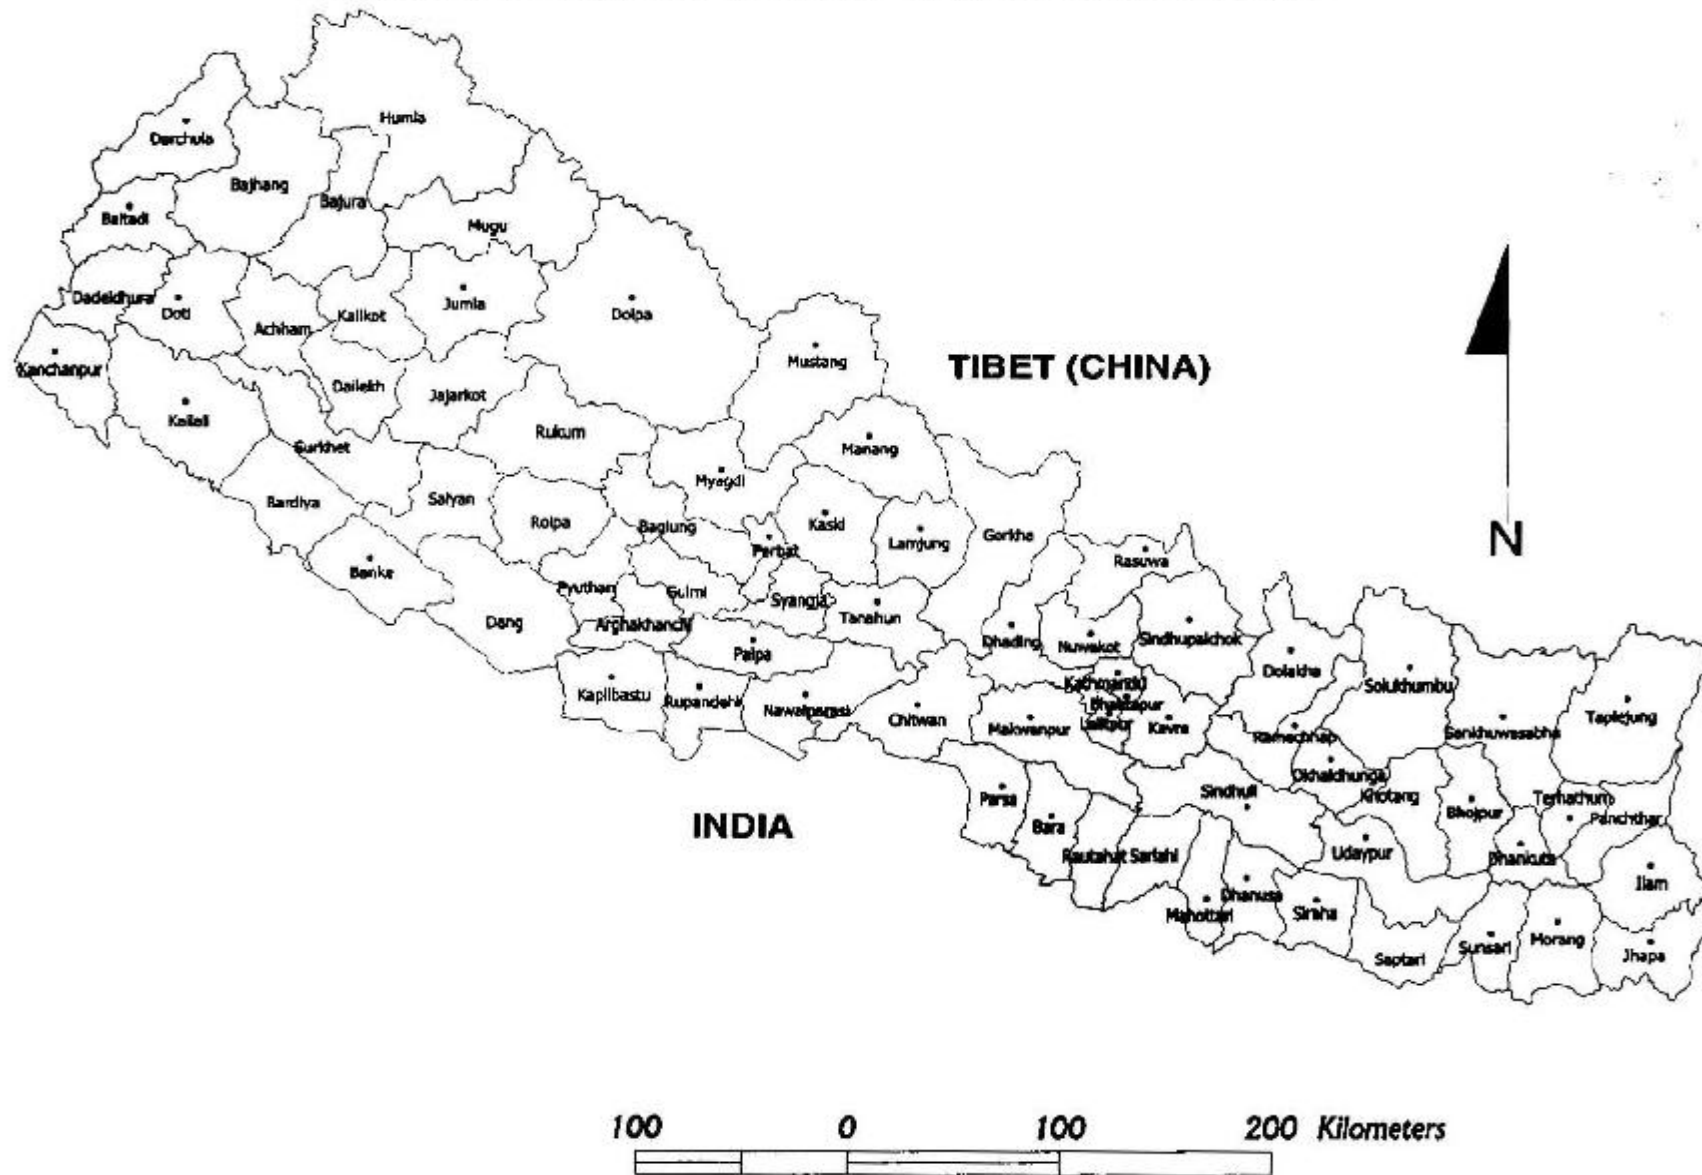 Humla
Darchula
Bajhang
Bajura
Baitadi
Mugu
Dadeldhura
Doti
Achham
Kalikot
Jumla
Dolpa
Mustang
TIBET (CHINA)
Kanchanpur
Kailali
Dailekh
Jajarkot
Rukum
Surkhet
Manang
Myagdi
Bardiya
Salyan
Rolpa
Baglung
Kaski
Lamjung
Gorkha
Parbat
Rasuwa
N
Banke
Pyuthan
Gulmi
Syangja
Tanahun
Dang
Arghakhanchi
Palpa
Dhading
Nuwakot
Sindhupalchok
Dolakha
Solukhumbu
Kathmandu
Bhaktapur
Lalitpur
Kavre
Kapilbastu
Rupandehi
Nawalparasi
Chitwan
Makwanpur
Ramechhap
Sankhuwasabha
Taplejung
Okhaldhunga
Khotang
Sindhuli
Parsa
Bara
Bhojpur
Terhathum
Panchthar
INDIA
Rautahat
Sarlahi
Udaypur
Dhankuta
Ilam
Mahottari
Dhanusa
Siraha
Saptari
Sunsari
Morang
Jhapa
100 0 100 200 Kilometers